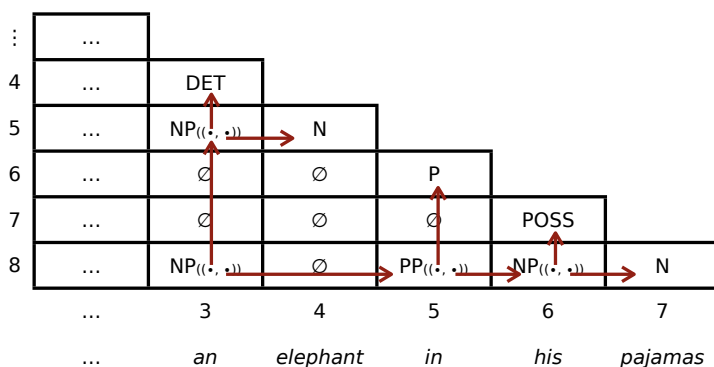 ⋮ ...
4 ... DET
5 ... NP((•, •)) N
6 ... ∅ ∅ P
7 ... ∅ ∅ ∅ POSS
8 ... NP((•, •)) ∅ PP((•, •)) NP((•, •)) N
... 3 4 5 6 7
... an elephant in his pajamas